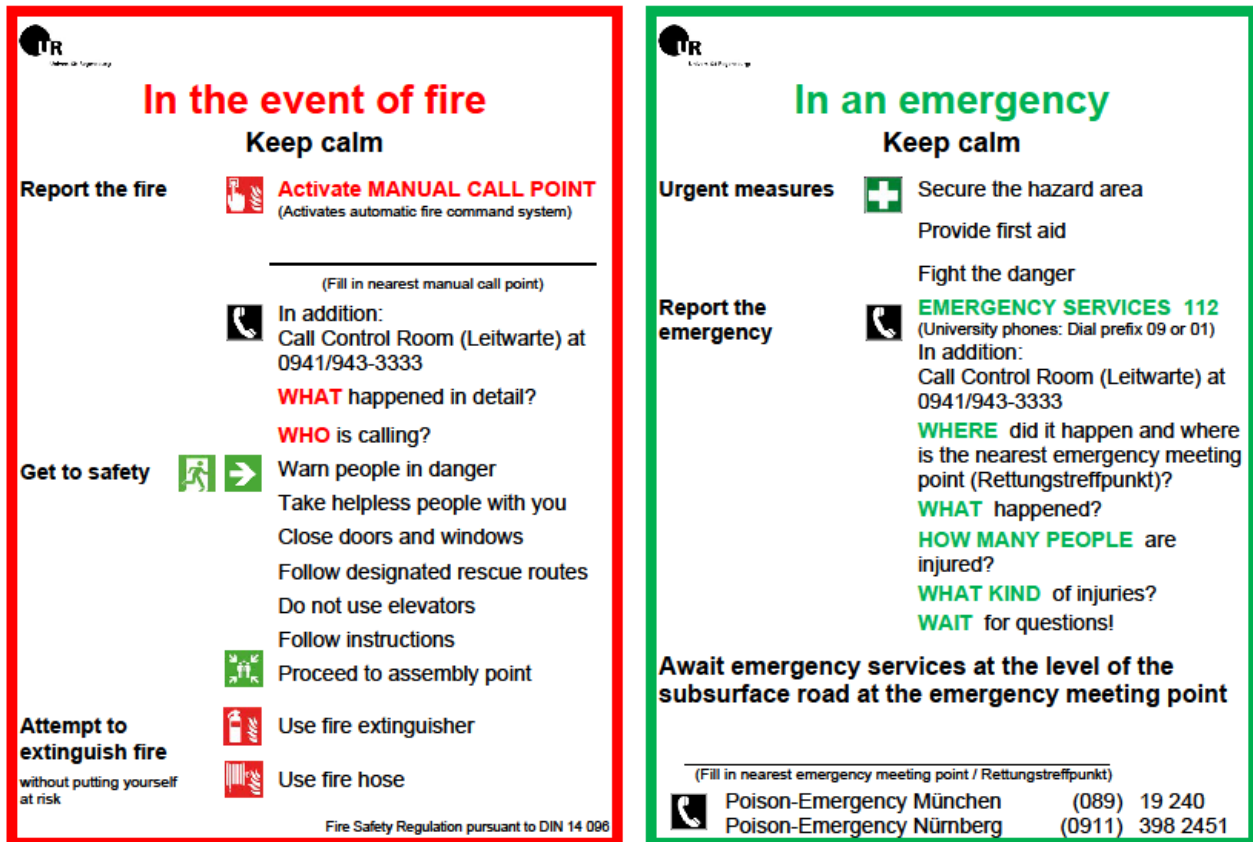 UR
Universität Regensburg
In the event of fire
Keep calm
Report the fire
Activate MANUAL CALL POINT
(Activates automatic fire command system)
(Fill in nearest manual call point)
In addition:
Call Control Room (Leitwarte) at
0941/943-3333
WHAT happened in detail?
WHO is calling?
Get to safety
Warn people in danger
Take helpless people with you
Close doors and windows
Follow designated rescue routes
Do not use elevators
Follow instructions
Proceed to assembly point
Attempt to
extinguish fire
without putting yourself
at risk
Use fire extinguisher
Use fire hose
Fire Safety Regulation pursuant to DIN 14 096
UR
Universität Regensburg
In an emergency
Keep calm
Urgent measures
Secure the hazard area
Provide first aid
Fight the danger
Report the
emergency
EMERGENCY SERVICES 112
(University phones: Dial prefix 09 or 01)
In addition:
Call Control Room (Leitwarte) at
0941/943-3333
WHERE did it happen and where
is the nearest emergency meeting
point (Rettungstreffpunkt)?
WHAT happened?
HOW MANY PEOPLE are
injured?
WHAT KIND of injuries?
WAIT for questions!
Await emergency services at the level of the
subsurface road at the emergency meeting point
(Fill in nearest emergency meeting point / Rettungstreffpunkt)
Poison-Emergency München (089) 19 240
Poison-Emergency Nürnberg (0911) 398 2451